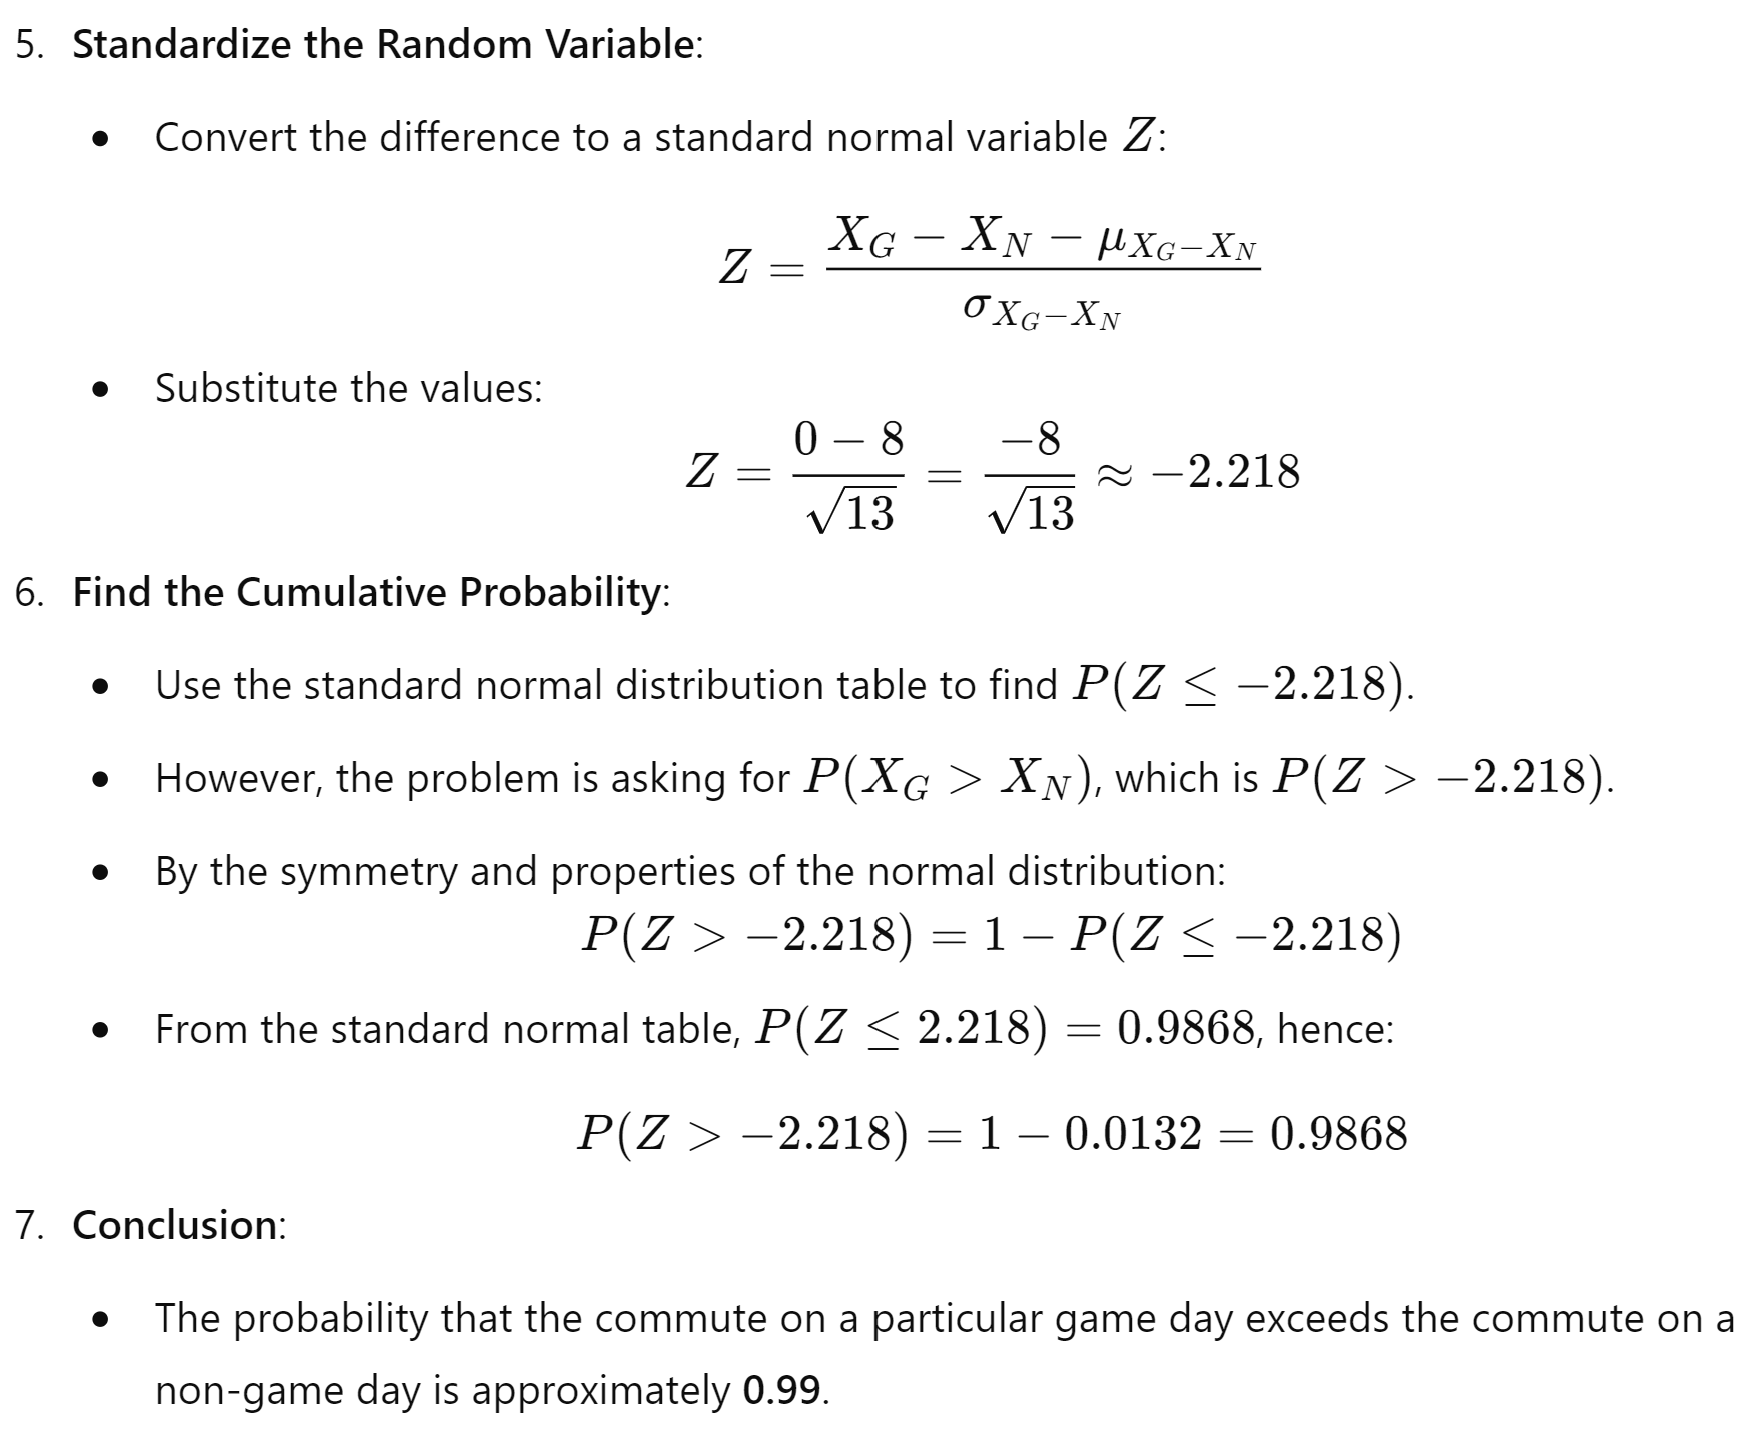 5. Standardize the Random Variable:
• Convert the difference to a standard normal variable Z:
Z = \frac{X_G - X_N - \mu_{X_G - X_N}}{\sigma_{X_G - X_N}}
• Substitute the values:
Z = \frac{0 - 8}{\sqrt{13}} = \frac{-8}{\sqrt{13}} ≈ −2.218
6. Find the Cumulative Probability:
• Use the standard normal distribution table to find P(Z ≤ −2.218).
• However, the problem is asking for P(X_G > X_N), which is P(Z > −2.218).
• By the symmetry and properties of the normal distribution:
P(Z > −2.218) = 1 − P(Z ≤ −2.218)
• From the standard normal table, P(Z ≤ 2.218) = 0.9868, hence:
P(Z > −2.218) = 1 − 0.0132 = 0.9868
7. Conclusion:
• The probability that the commute on a particular game day exceeds the commute on a
non-game day is approximately 0.99.